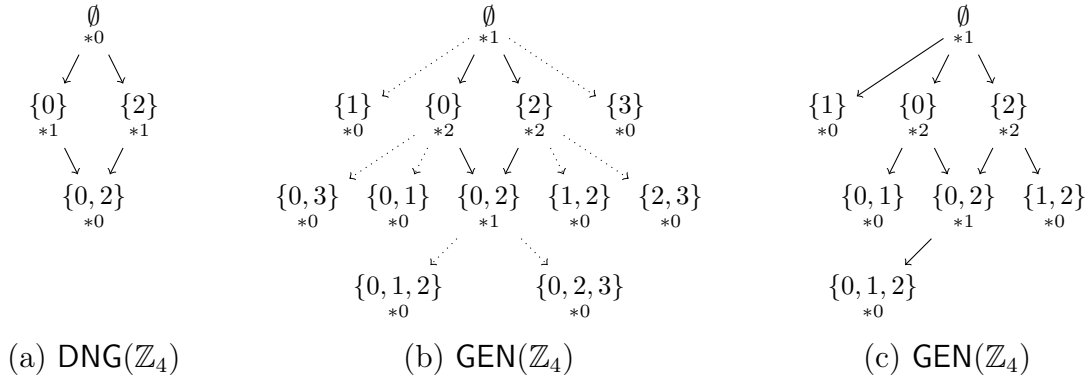 ∅ ∅ ∅
∗0 ∗1 ∗1
{0} {2} {1} {0} {2} {3} {1} {0} {2}
∗1 ∗1 ∗0 ∗2 ∗2 ∗0 ∗0 ∗2 ∗2
{0, 2} {0, 3} {0, 1} {0, 2} {1, 2} {2, 3} {0, 1} {0, 2} {1, 2}
∗0 ∗0 ∗0 ∗1 ∗0 ∗0 ∗0 ∗1 ∗0
{0, 1, 2} {0, 2, 3} {0, 1, 2}
∗0 ∗0 ∗0
(a) DNG(ℤ₄) (b) GEN(ℤ₄) (c) GEN(ℤ₄)